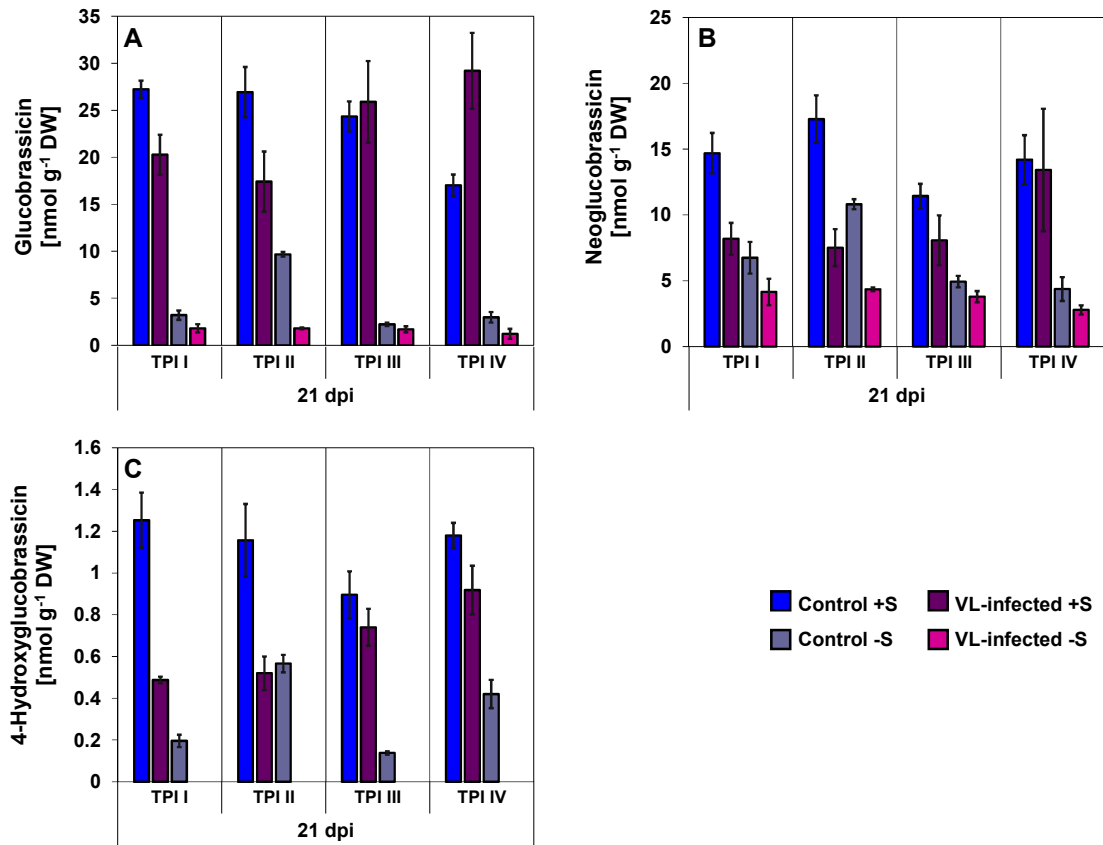 A
Glucobrassicin
[nmol g-1 DW]
35
30
25
20
15
10
5
0
TPI I TPI II TPI III TPI IV
21 dpi
B
Neoglucobrassicin
[nmol g-1 DW]
25
20
15
10
5
0
TPI I TPI II TPI III TPI IV
21 dpi
C
4-Hydroxyglucobrassicin
[nmol g-1 DW]
1.6
1.4
1.2
1
0.8
0.6
0.4
0.2
0
TPI I TPI II TPI III TPI IV
21 dpi
Control +S VL-infected +S
Control -S VL-infected -S